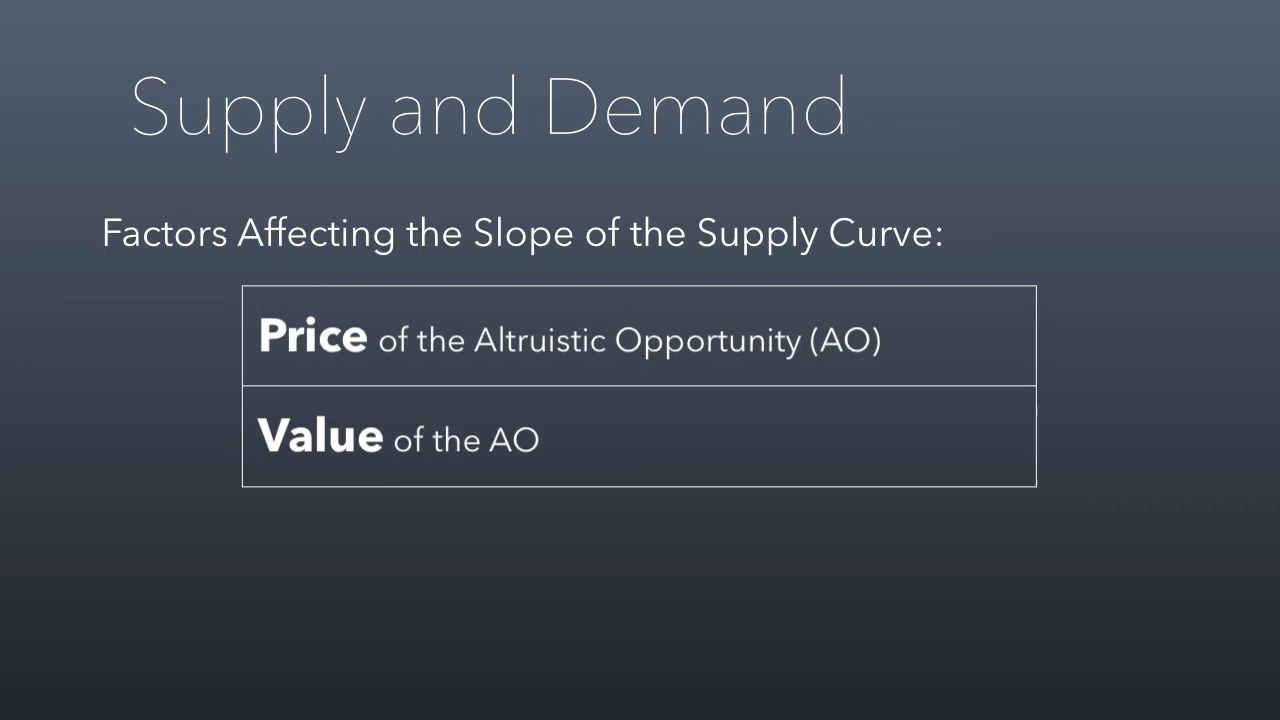 Supply and Demand
Factors Affecting the Slope of the Supply Curve:
Price of the Altruistic Opportunity (AO)
Value of the AO